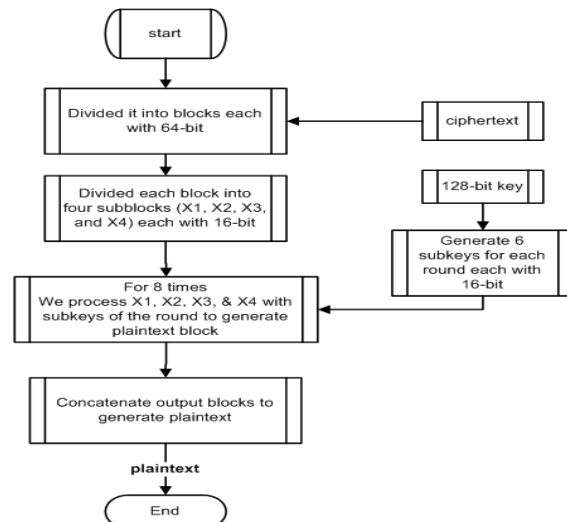 start
Divided it into blocks each
with 64-bit
ciphertext
Divided each block into
four subblocks (X1, X2, X3,
and X4) each with 16-bit
128-bit key
Generate 6
subkeys for each
round each with
16-bit
For 8 times
We process X1, X2, X3, & X4 with
subkeys of the round to generate
plaintext block
Concatenate output blocks to
generate plaintext
plaintext
End